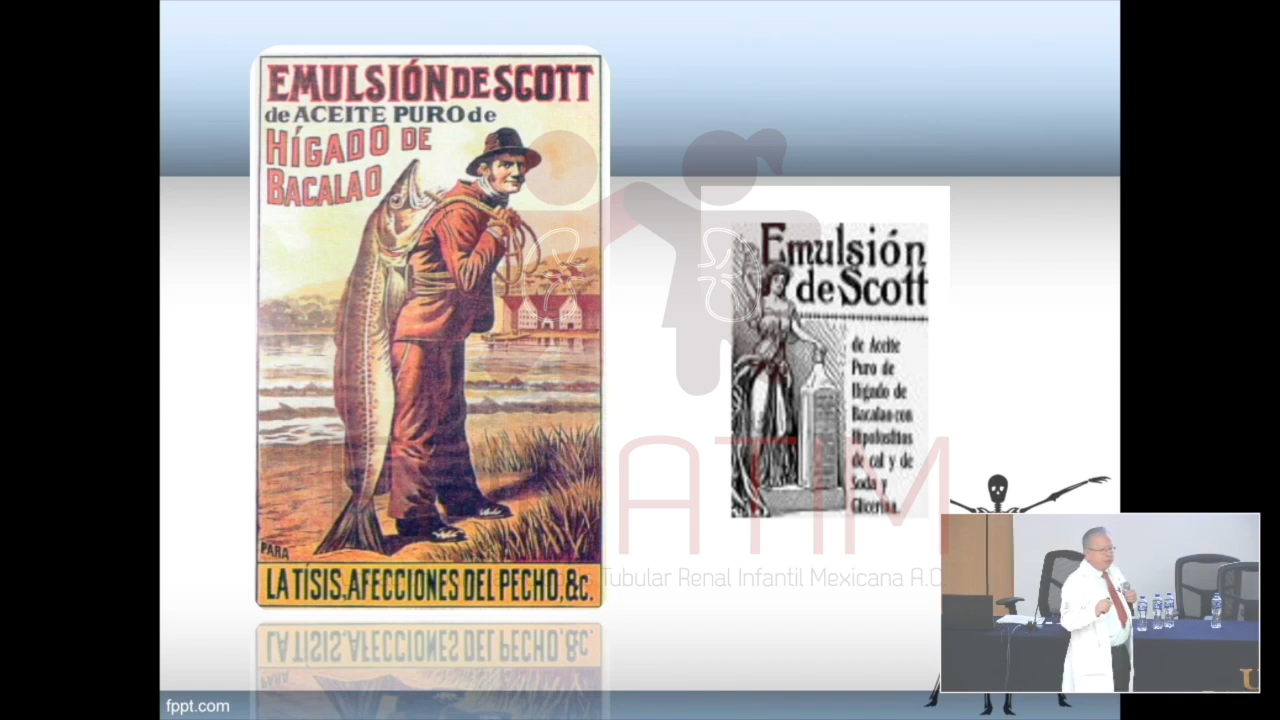 EMULSIÓN DE SCOTT
de ACEITE PURO de
HÍGADO DE
BACALAO
PARA
LA TÍSIS, AFECCIONES DEL PECHO, &c.
Emulsión
de Scott
de Aceite
Puro de
Hígado de
Bacalao con
Hipofosfitos
de cal y de
Soda y
Glicerina.
ATIM
Tubular Renal Infantil Mexicana A.C.
fppt.com